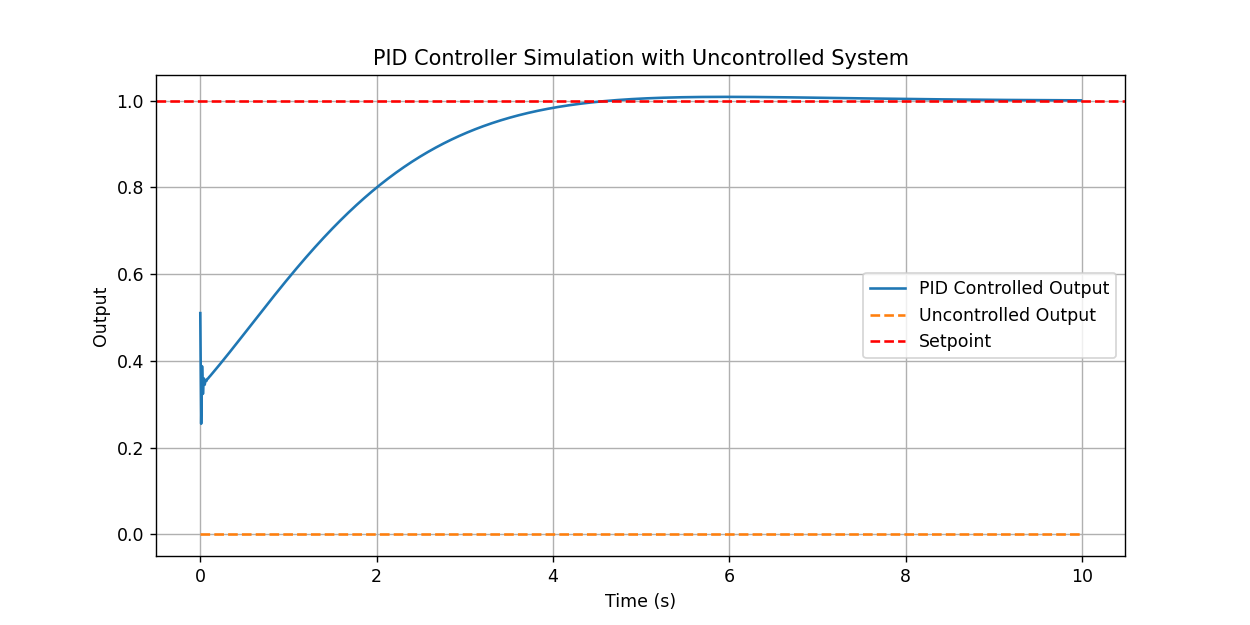 PID Controller Simulation with Uncontrolled System
1.0
0.8
0.6
0.4
0.2
0.0
Output
PID Controlled Output
Uncontrolled Output
Setpoint
0 2 4 6 8 10
Time (s)